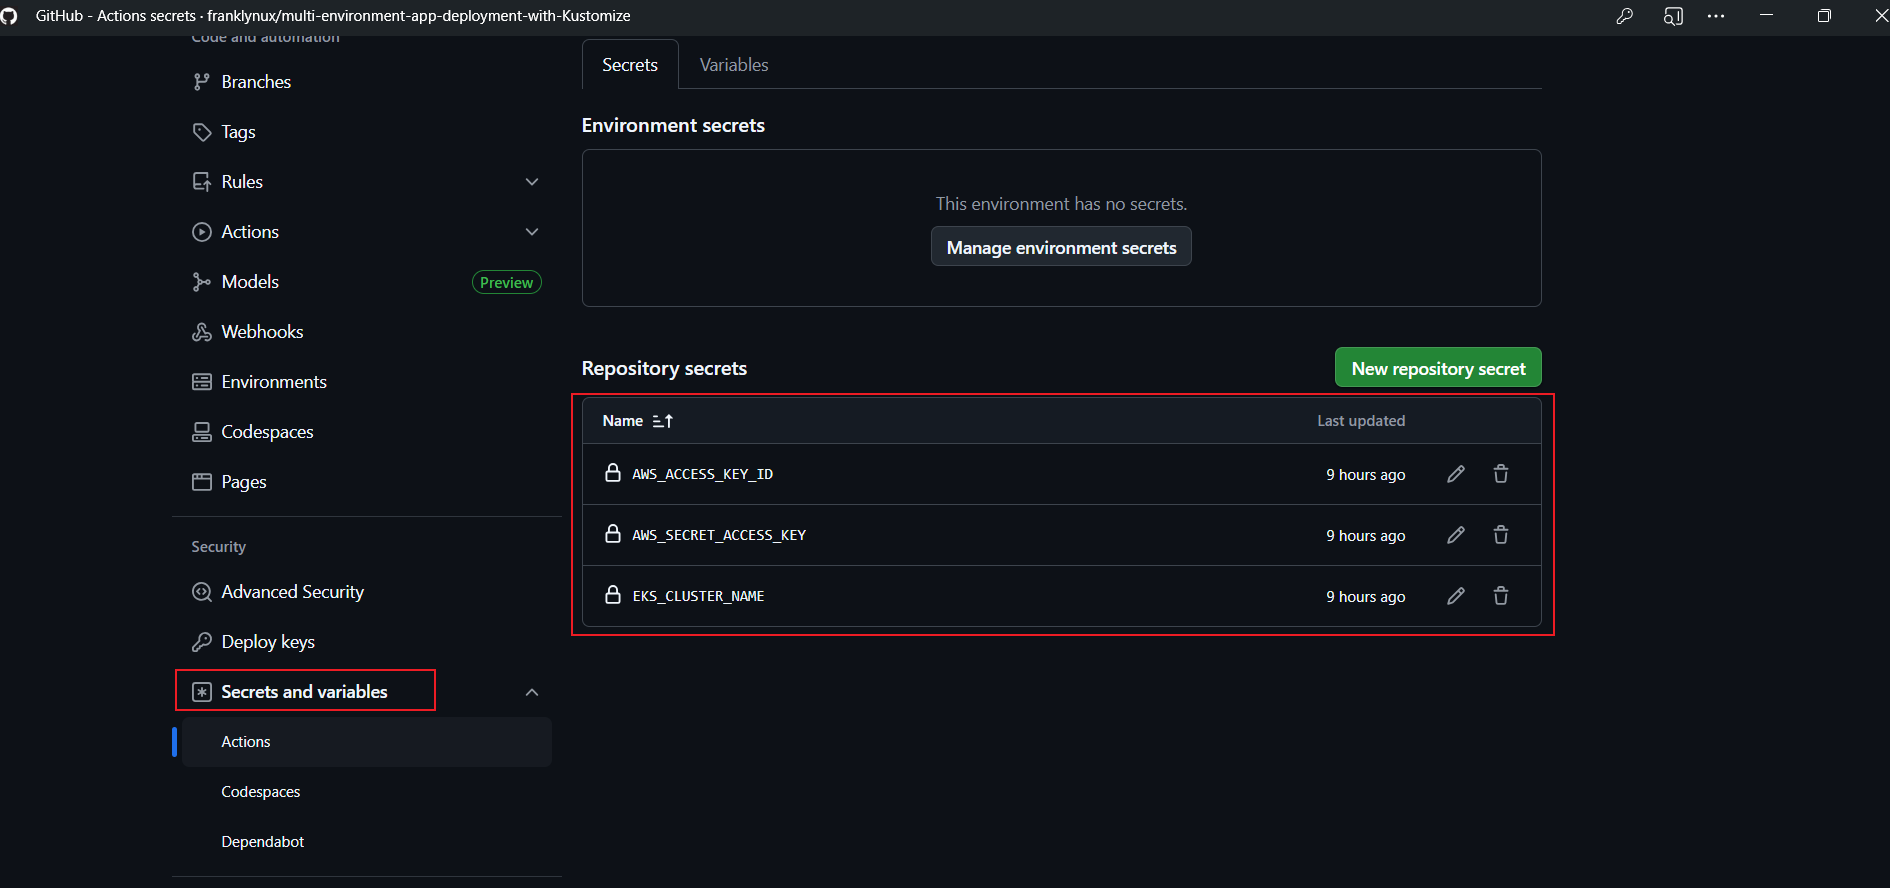 GitHub - Actions secrets · franklynux/multi-environment-app-deployment-with-Kustomize
Code and automation
Branches
Tags
Rules
Actions
Models Preview
Webhooks
Environments
Codespaces
Pages
Security
Advanced Security
Deploy keys
Secrets and variables
Actions
Codespaces
Dependabot
Secrets Variables
Environment secrets
This environment has no secrets.
Manage environment secrets
Repository secrets New repository secret
Name Last updated
AWS_ACCESS_KEY_ID 9 hours ago
AWS_SECRET_ACCESS_KEY 9 hours ago
EKS_CLUSTER_NAME 9 hours ago